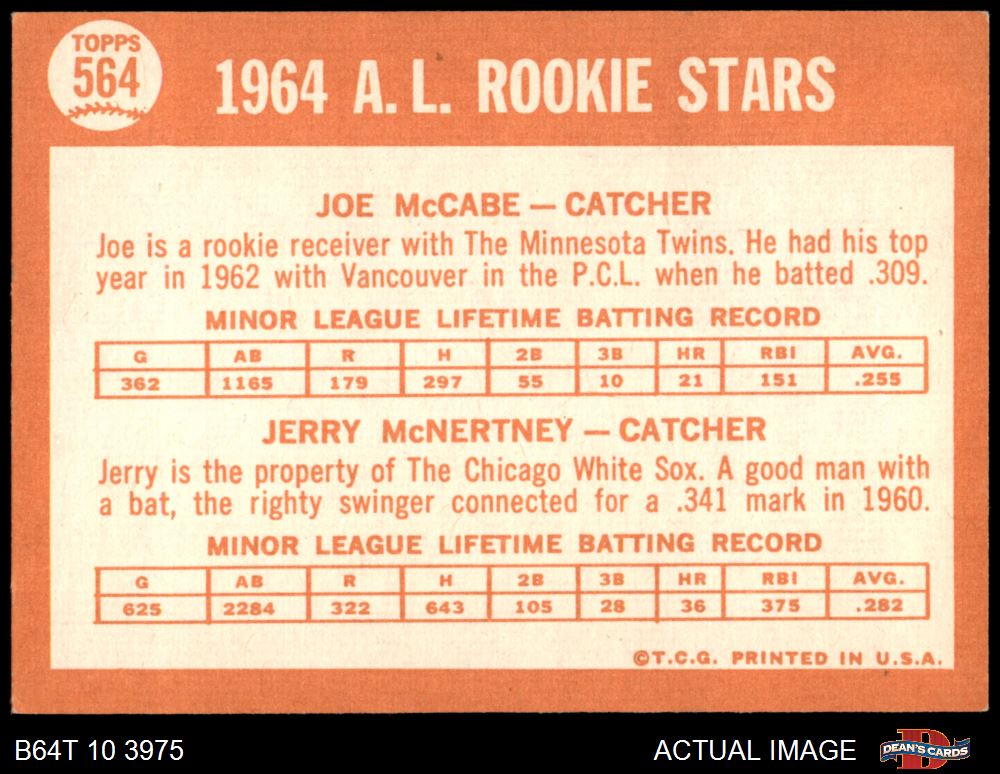 TOPPS
564
1964 A. L. ROOKIE STARS
JOE McCABE — CATCHER
Joe is a rookie receiver with The Minnesota Twins. He had his top
year in 1962 with Vancouver in the P.C.L. when he batted .309.
MINOR LEAGUE LIFETIME BATTING RECORD
G AB R H 2B 3B HR RBI AVG.
362 1165 179 297 55 10 21 151 .255
JERRY McNERTNEY — CATCHER
Jerry is the property of The Chicago White Sox. A good man with
a bat, the righty swinger connected for a .341 mark in 1960.
MINOR LEAGUE LIFETIME BATTING RECORD
G AB R H 2B 3B HR RBI AVG.
625 2284 322 643 105 28 36 375 .282
©T.C.G. PRINTED IN U.S.A.
B64T 10 3975 ACTUAL IMAGE DEAN'S CARDS